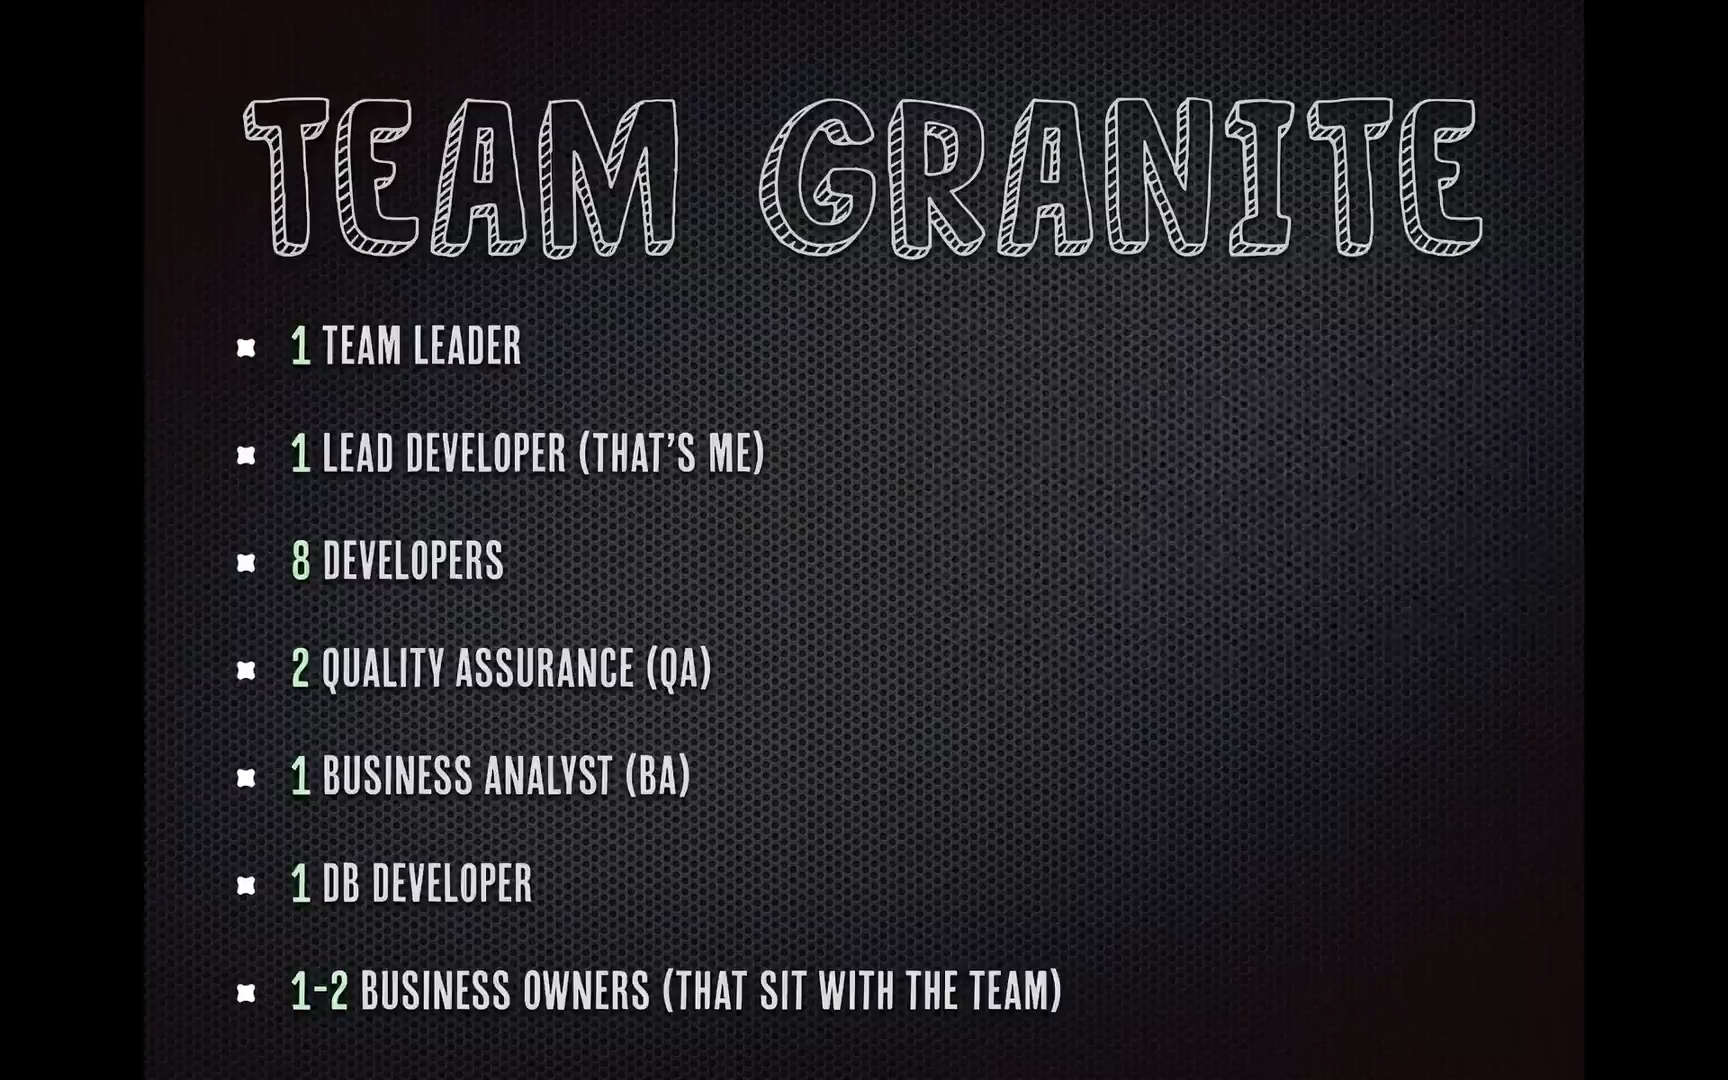 TEAM GRANITE
1 TEAM LEADER
1 LEAD DEVELOPER (THAT’S ME)
8 DEVELOPERS
2 QUALITY ASSURANCE (QA)
1 BUSINESS ANALYST (BA)
1 DB DEVELOPER
1-2 BUSINESS OWNERS (THAT SIT WITH THE TEAM)